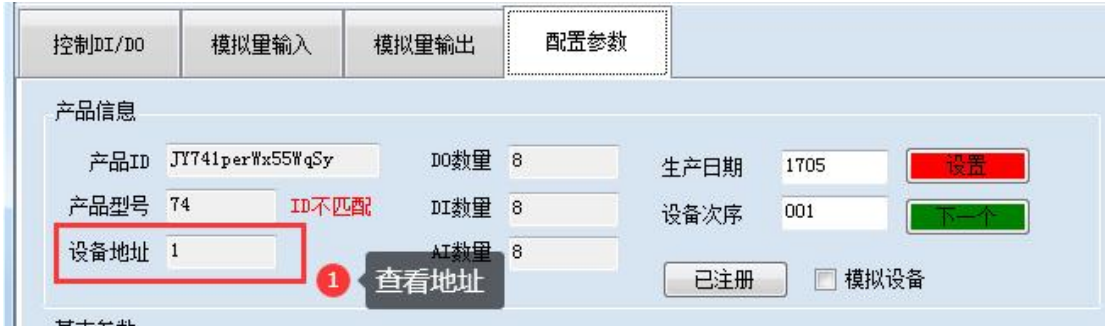 控制DI/DO 模拟量输入 模拟量输出 配置参数
产品信息
产品ID JY741perWx55WqSy DO数量 8 生产日期 1705 设置
产品型号 74 ID不匹配 DI数量 8 设备次序 001 下一个
设备地址 1 AI数量 8
1 查看地址 已注册 模拟设备
基本参数